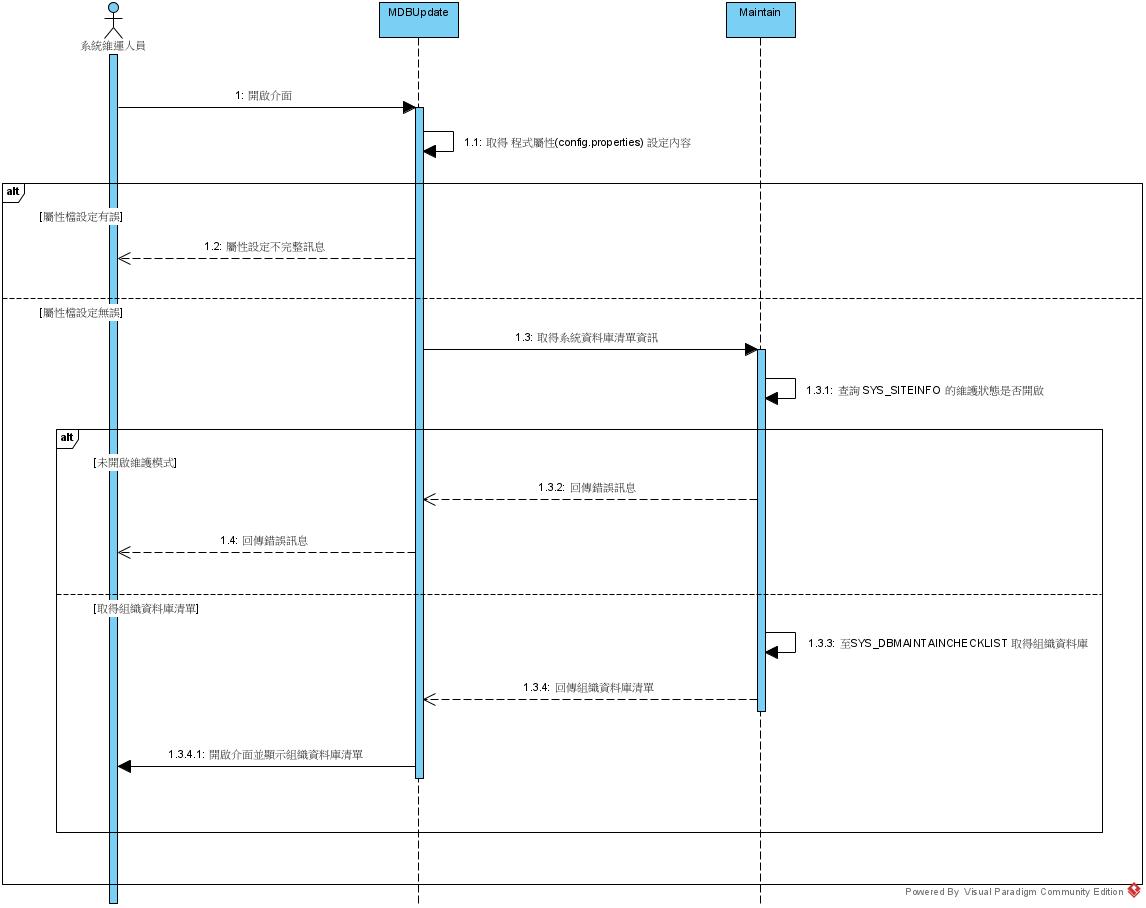 MDBUpdate
Maintain
系統維運人員
1: 開啟介面
1.1: 取得 程式屬性(config.properties) 設定內容
alt
[屬性檔設定有誤]
1.2: 屬性設定不完整訊息
[屬性檔設定無誤]
1.3: 取得系統資料庫清單資訊
1.3.1: 查詢 SYS_SITEINFO 的維護狀態是否開啟
alt
[未開啟維護模式]
1.3.2: 回傳錯誤訊息
1.4: 回傳錯誤訊息
[取得組織資料庫清單]
1.3.3: 至SYS_DBMAINTAINCHECKLIST 取得組織資料庫
1.3.4: 回傳組織資料庫清單
1.3.4.1: 開啟介面並顯示組織資料庫清單
Powered By Visual Paradigm Community Edition